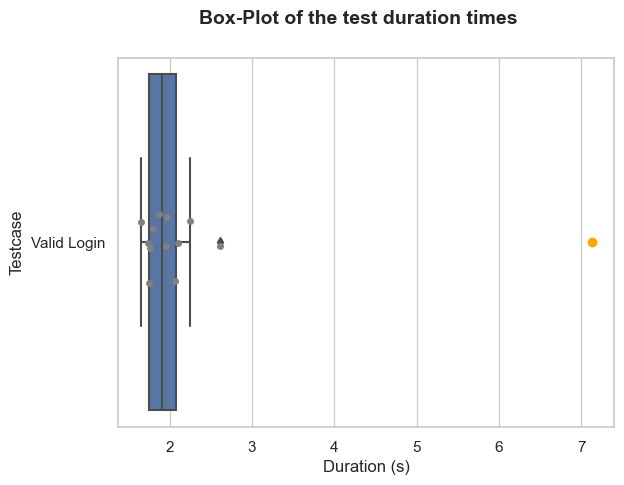 Box-Plot of the test duration times
Testcase
Valid Login
2 3 4 5 6 7
Duration (s)